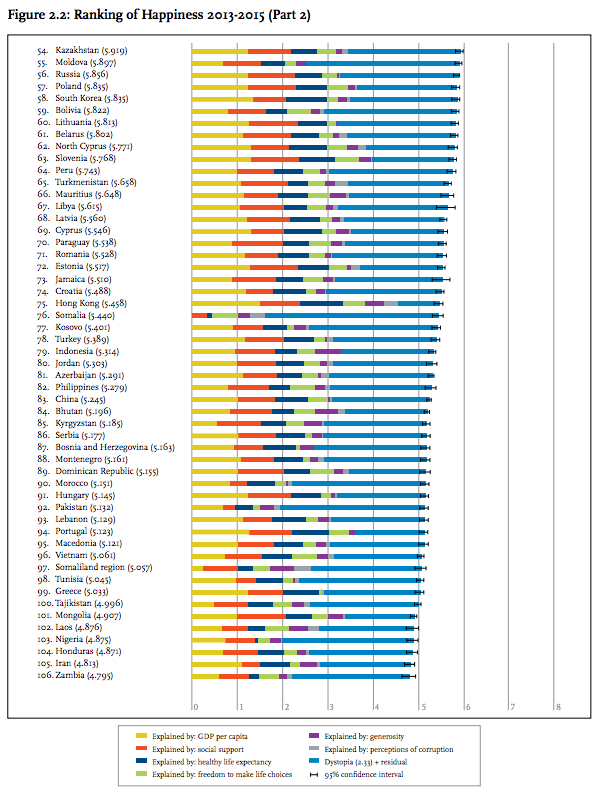 Figure 2.2: Ranking of Happiness 2013-2015 (Part 2)
54. Kazakhstan (5.919)
55. Moldova (5.897)
56. Russia (5.856)
57. Poland (5.835)
58. South Korea (5.835)
59. Bolivia (5.822)
60. Lithuania (5.813)
61. Belarus (5.802)
62. North Cyprus (5.771)
63. Slovenia (5.768)
64. Peru (5.743)
65. Turkmenistan (5.658)
66. Mauritius (5.648)
67. Libya (5.615)
68. Latvia (5.560)
69. Cyprus (5.546)
70. Paraguay (5.538)
71. Romania (5.528)
72. Estonia (5.517)
73. Jamaica (5.510)
74. Croatia (5.488)
75. Hong Kong (5.458)
76. Somalia (5.440)
77. Kosovo (5.401)
78. Turkey (5.389)
79. Indonesia (5.314)
80. Jordan (5.303)
81. Azerbaijan (5.291)
82. Philippines (5.279)
83. China (5.245)
84. Bhutan (5.196)
85. Kyrgyzstan (5.185)
86. Serbia (5.177)
87. Bosnia and Herzegovina (5.163)
88. Montenegro (5.161)
89. Dominican Republic (5.155)
90. Morocco (5.151)
91. Hungary (5.145)
92. Pakistan (5.132)
93. Lebanon (5.129)
94. Portugal (5.123)
95. Macedonia (5.121)
96. Vietnam (5.061)
97. Somaliland region (5.057)
98. Tunisia (5.045)
99. Greece (5.033)
100. Tajikistan (4.996)
101. Mongolia (4.907)
102. Laos (4.876)
103. Nigeria (4.875)
104. Honduras (4.871)
105. Iran (4.813)
106. Zambia (4.795)
0 1 2 3 4 5 6 7 8
Explained by: GDP per capita
Explained by: social support
Explained by: healthy life expectancy
Explained by: freedom to make life choices
Explained by: generosity
Explained by: perceptions of corruption
Dystopia (2.33) + residual
95% confidence interval